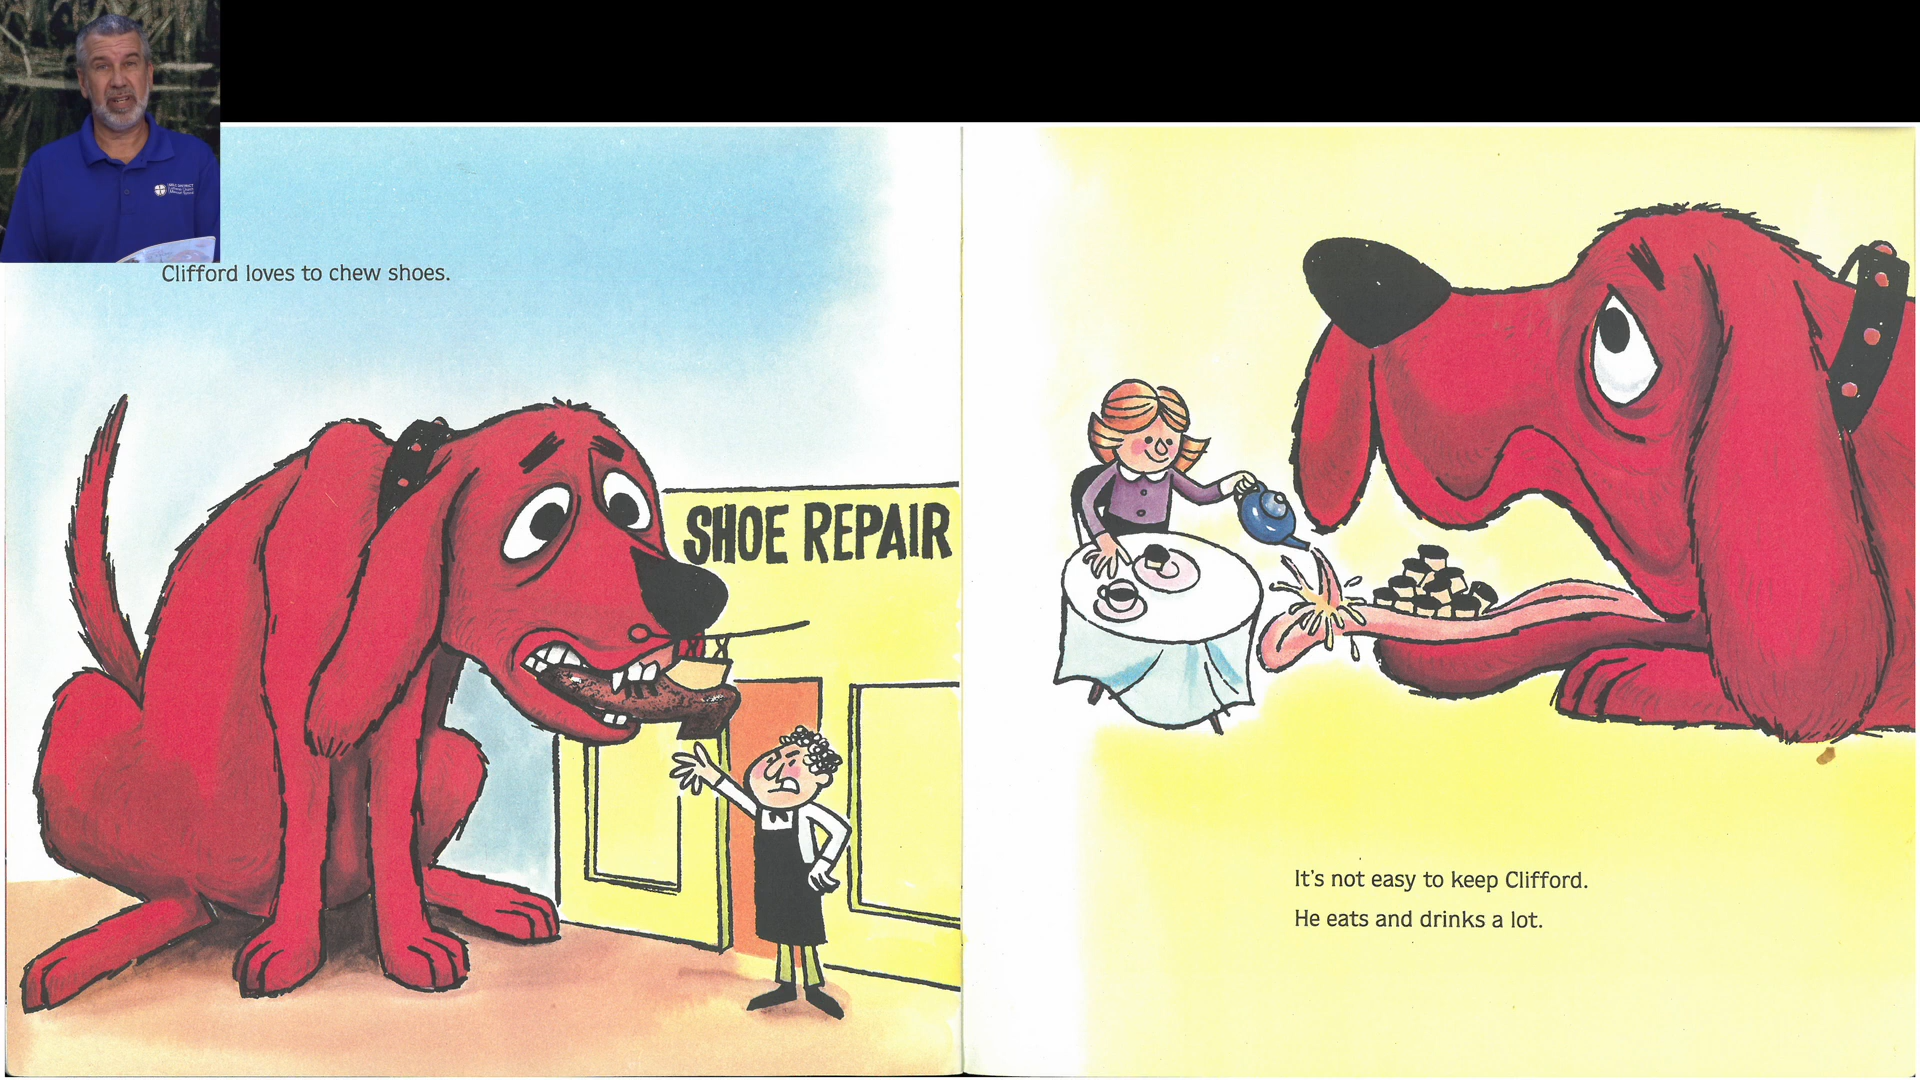 Clifford loves to chew shoes.
SHOE REPAIR
It's not easy to keep Clifford.
He eats and drinks a lot.